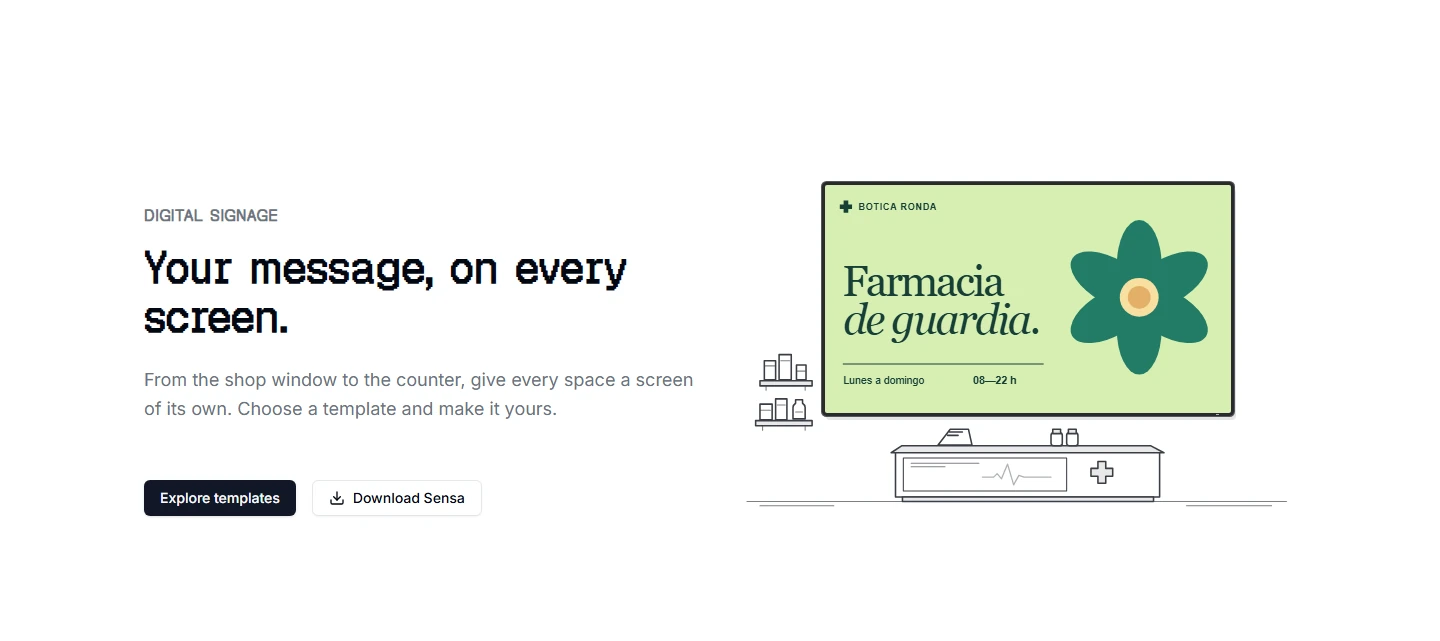 DIGITAL SIGNAGE
Your message, on every
screen.
From the shop window to the counter, give every space a screen
of its own. Choose a template and make it yours.
Explore templates
Download Sensa
BOTICA RONDA
Farmacia
de guardia.
Lunes a domingo
08—22 h